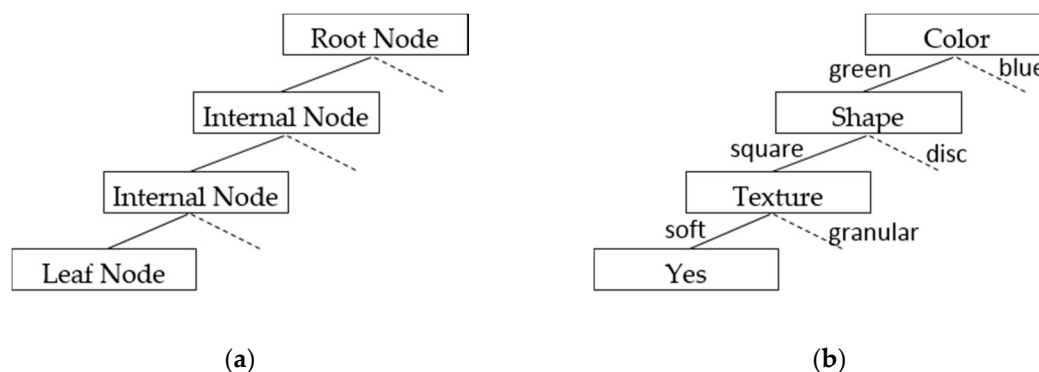 Root Node
Internal Node
Internal Node
Leaf Node
(a)
Color
green
blue
Shape
square
disc
Texture
soft
granular
Yes
(b)